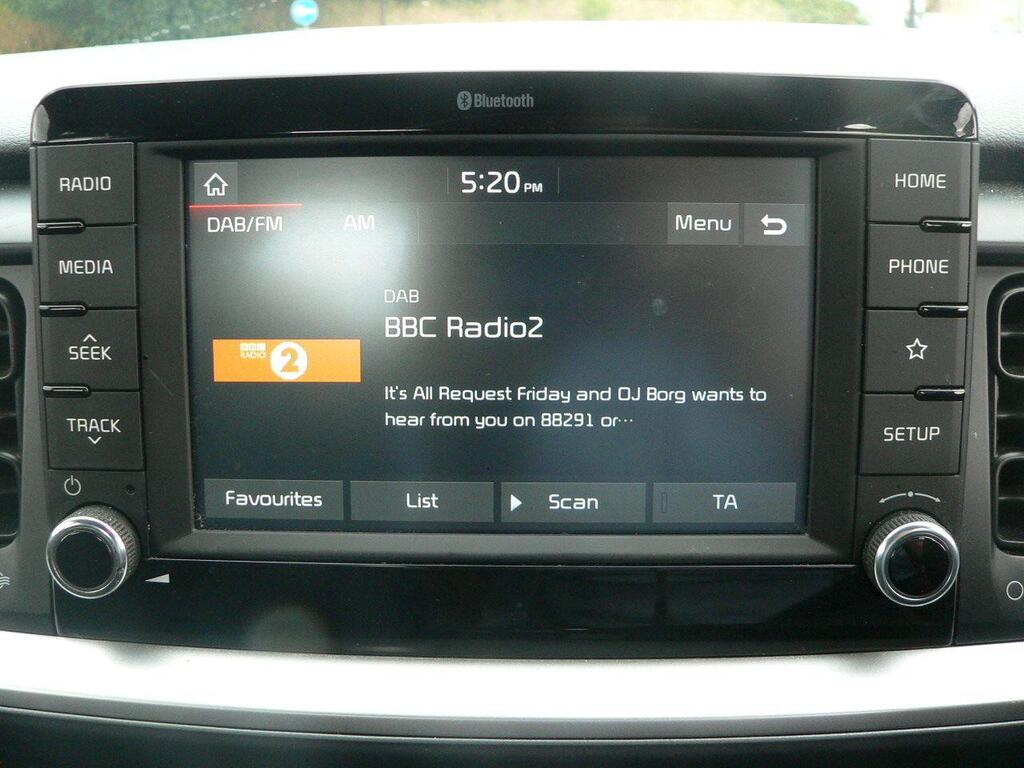 Bluetooth
RADIO
MEDIA
SEEK
TRACK
5:20 PM
DAB/FM
AM
Menu
DAB
BBC Radio2
BBC
RADIO
2
It's All Request Friday and OJ Borg wants to
hear from you on 88291 or...
Favourites
List
Scan
TA
HOME
PHONE
SETUP